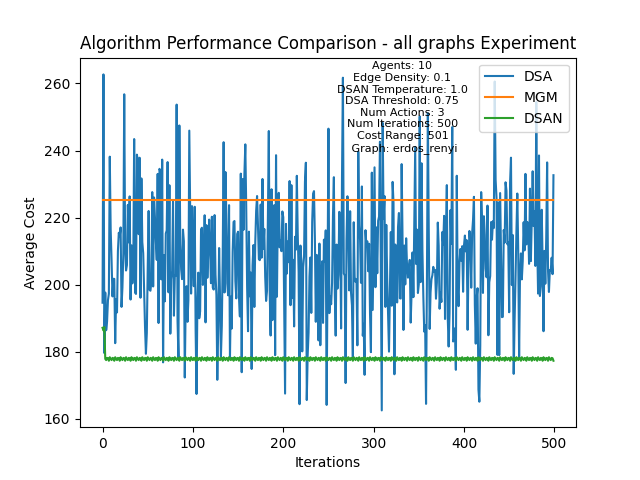 Algorithm Performance Comparison - all graphs Experiment
Agents: 10
Edge Density: 0.1
DSAN Temperature: 1.0
DSA Threshold: 0.75
Num Actions: 3
Num Iterations: 500
Cost Range: 501
Graph: erdos_renyi
DSA
MGM
DSAN
Average Cost
260
240
220
200
180
160
0
100
200
300
400
500
Iterations